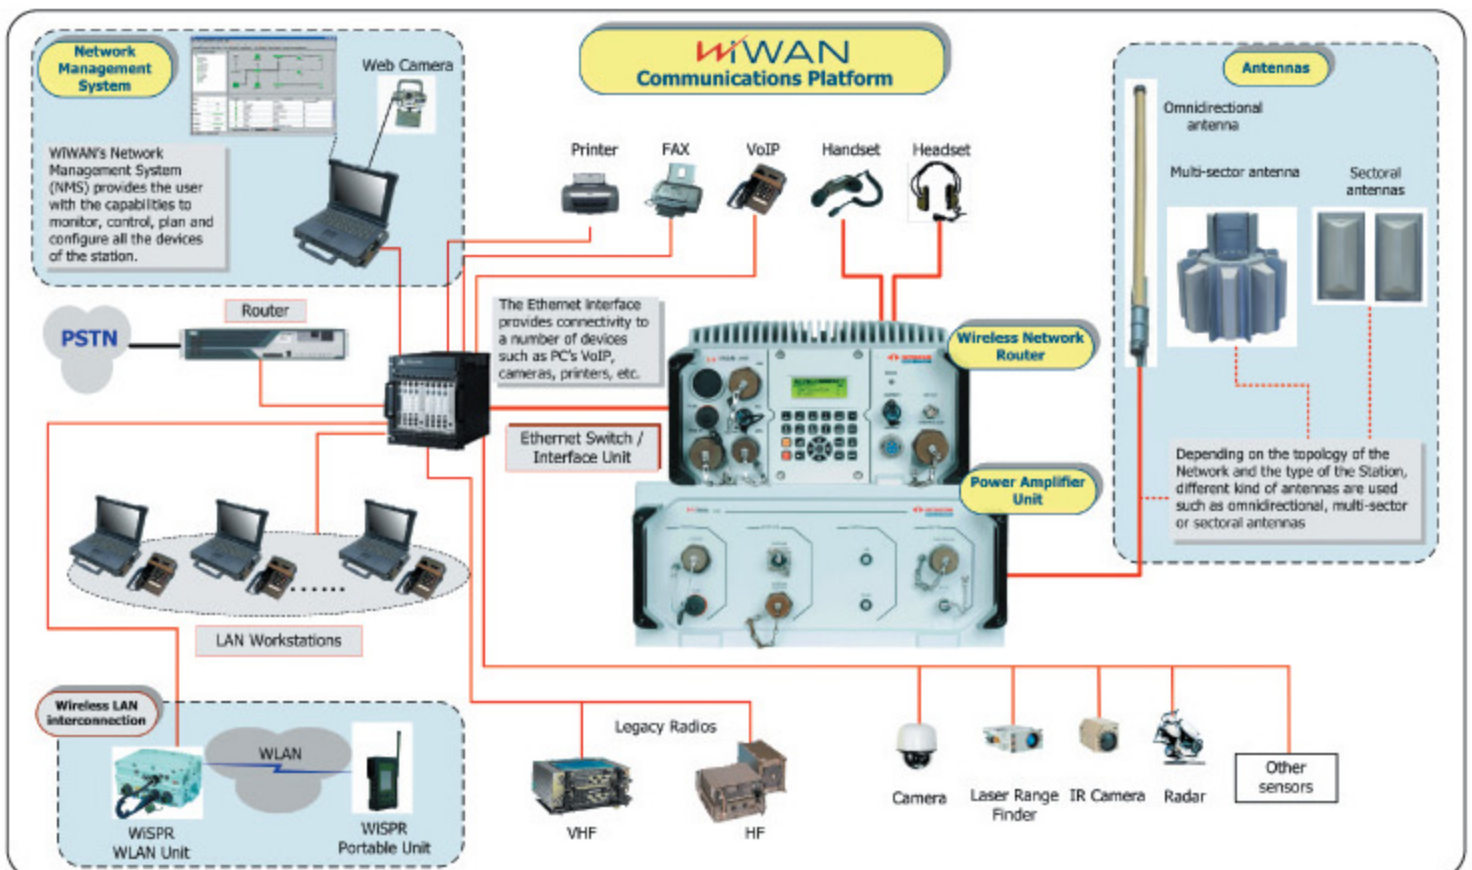 WiWAN
Communications Platform
Network
Management
System
Web Camera
WiWAN's Network
Management System
(NMS) provides the user
with the capabilities to
monitor, control, plan and
configure all the devices
of the station.
Printer
FAX
VoIP
Handset
Headset
Antennas
Omnidirectional
antenna
Multi-sector antenna
Sectoral
antennas
PSTN
Router
The Ethernet interface
provides connectivity to
a number of devices
such as PC's VoIP,
cameras, printers, etc.
Wireless Network
Router
Ethernet Switch /
Interface Unit
Power Amplifier
Unit
Depending on the topology of the
Network and the type of the Station,
different kind of antennas are used
such as omnidirectional, multi-sector
or sectoral antennas
LAN Workstations
Wireless LAN
interconnection
WLAN
WiSPR
WLAN Unit
WiSPR
Portable Unit
Legacy Radios
VHF
HF
Camera
Laser Range
Finder
IR Camera
Radar
Other
sensors